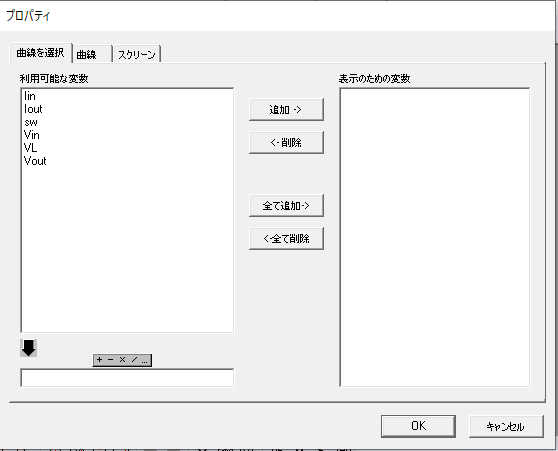 プロパティ
曲線を選択 曲線 スクリーン
利用可能な変数 表示のための変数
Iin
Iout
sw
Vin
VL
Vout
追加 ->
<- 削除
全て追加->
<-全て削除
+ - × / ...
OK キャンセル